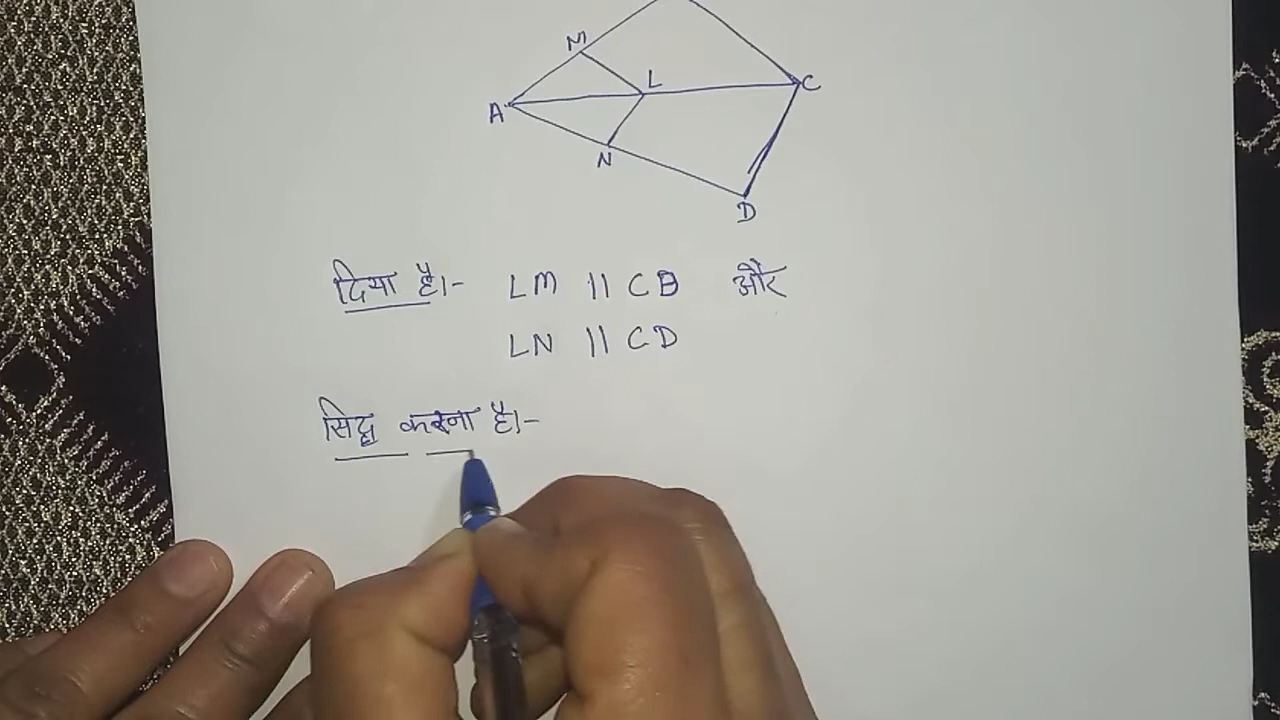 M
L
C
A
N
D
दिया है।- LM || CB और
LN || CD
सिद्ध करना है।-